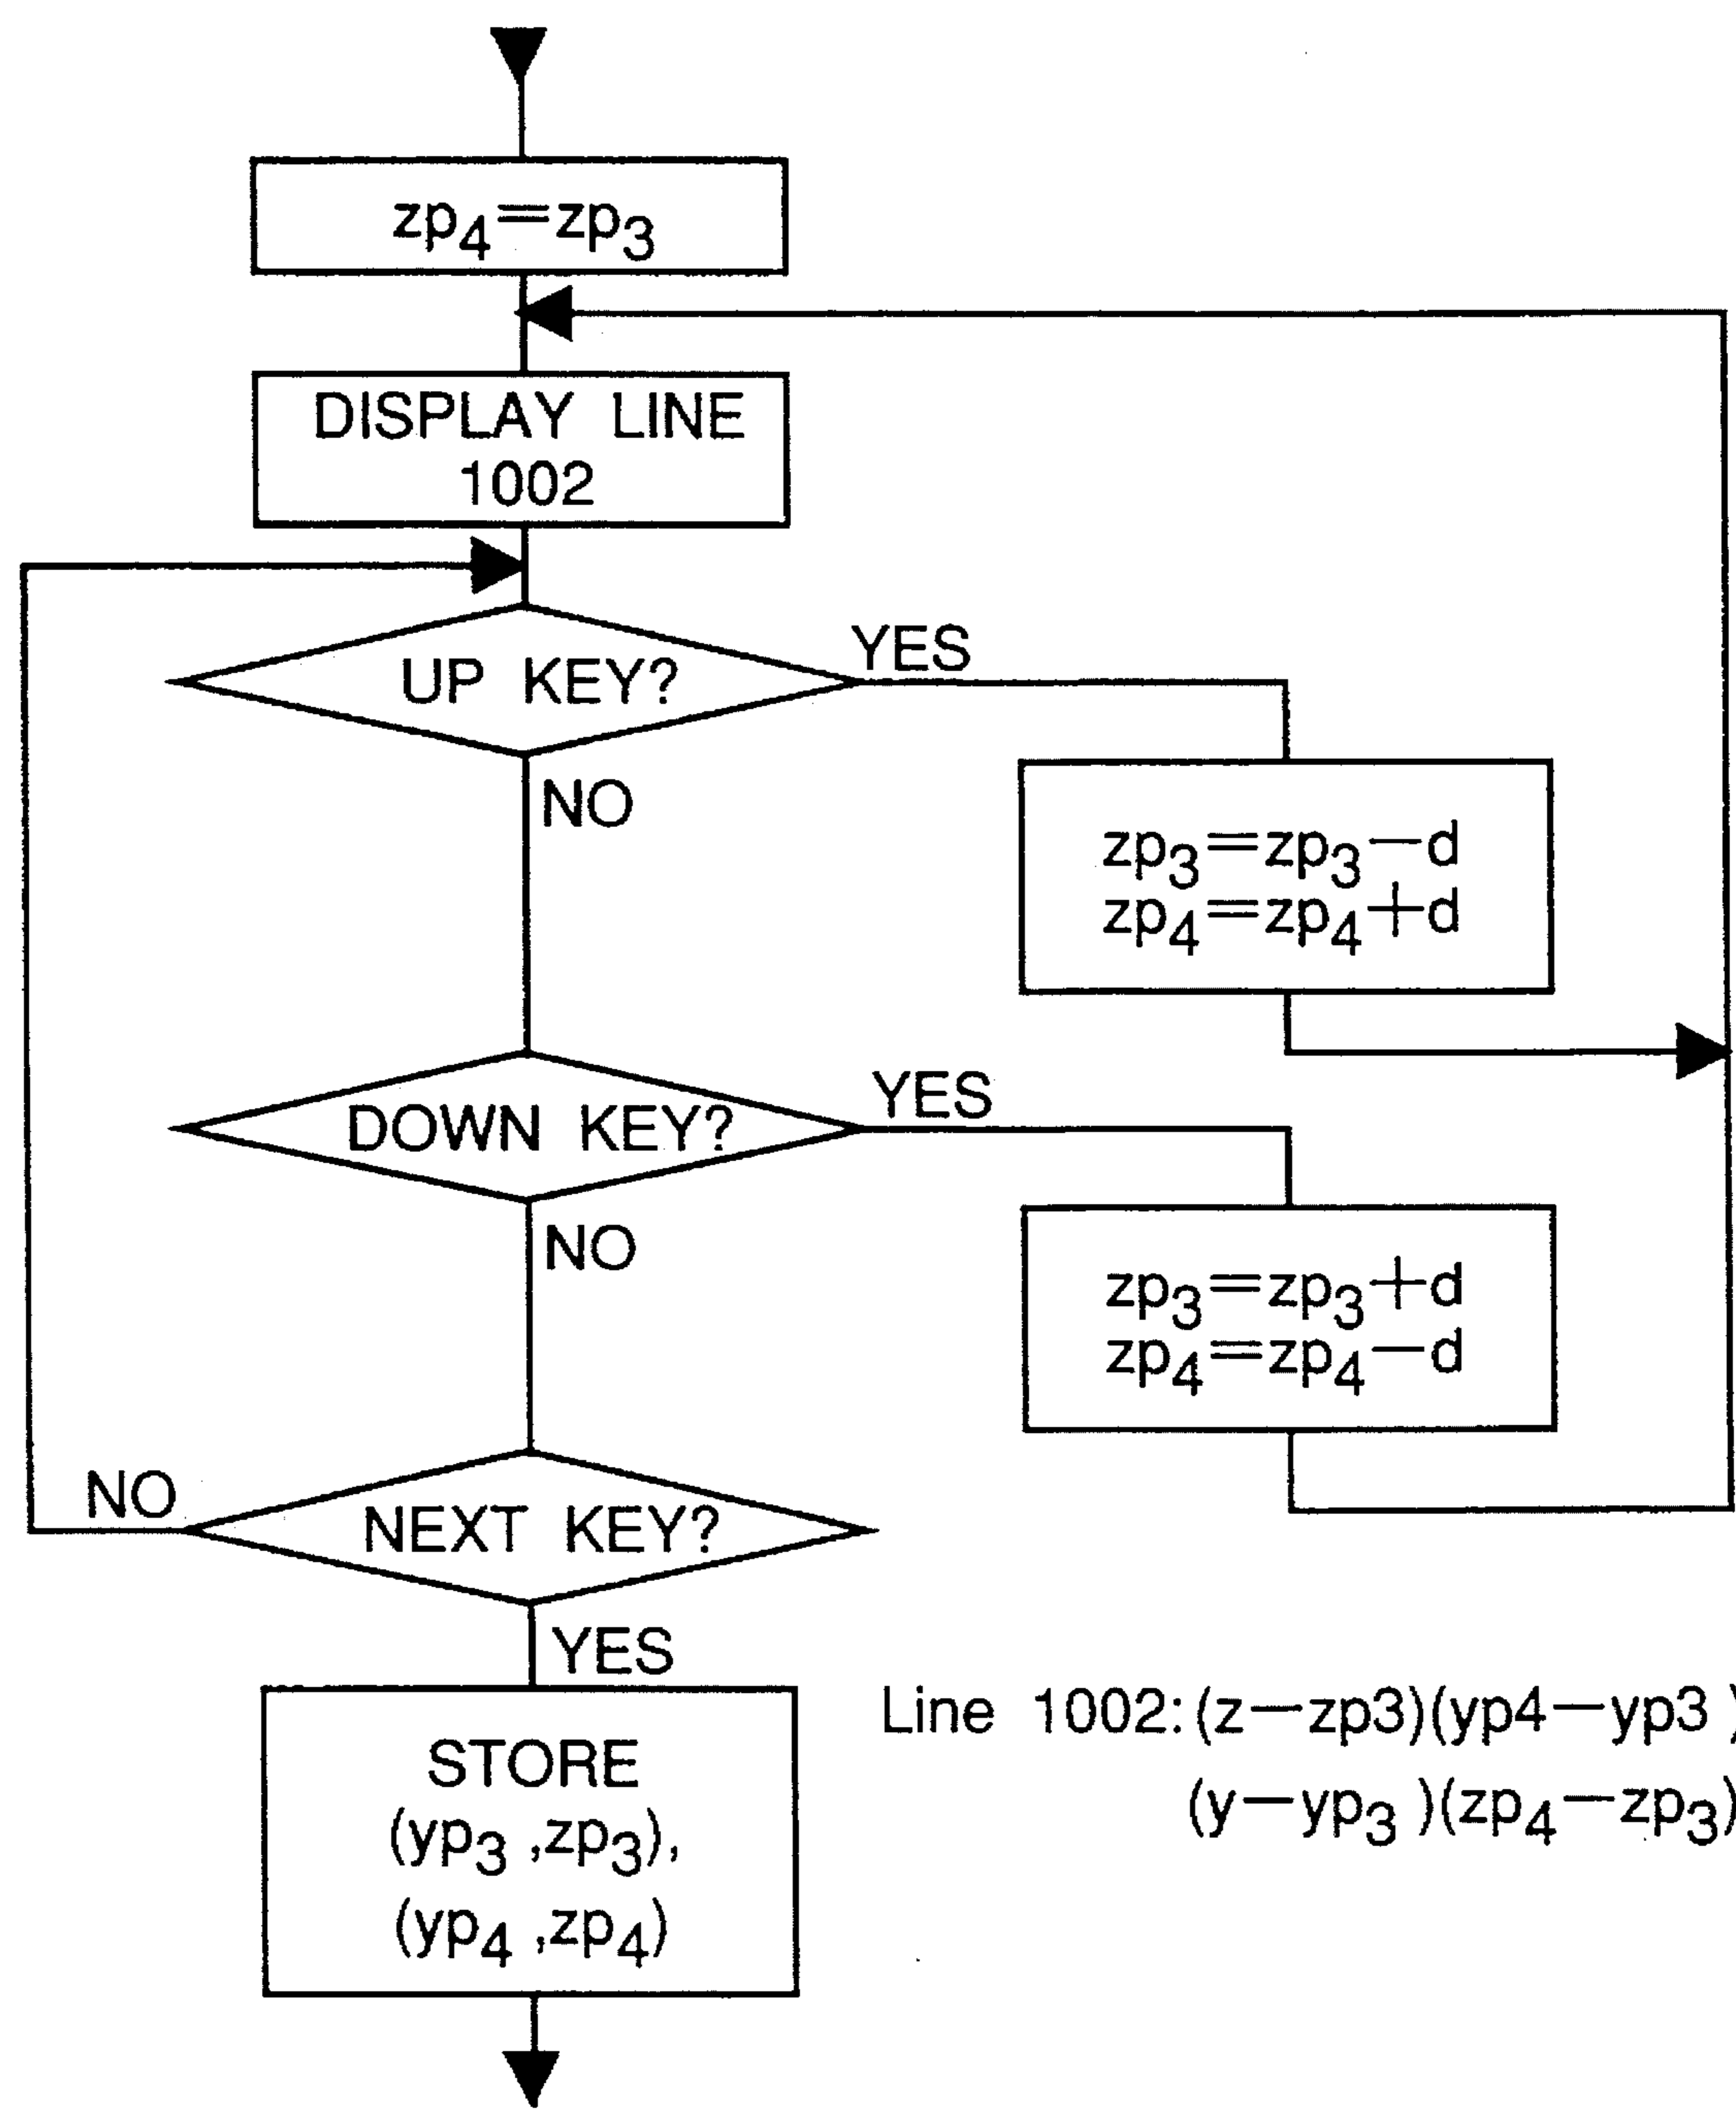 zp₄=zp₃
DISPLAY LINE
1002
UP KEY?
YES
NO
zp₃=zp₃−d
zp₄=zp₄+d
DOWN KEY?
YES
NO
zp₃=zp₃+d
zp₄=zp₄−d
NEXT KEY?
NO
YES
STORE
(yp₃ ,zp₃),
(yp₄ ,zp₄)
Line 1002:(z−zp3)(yp4−yp3 )
(y−yp₃ )(zp₄−zp₃)